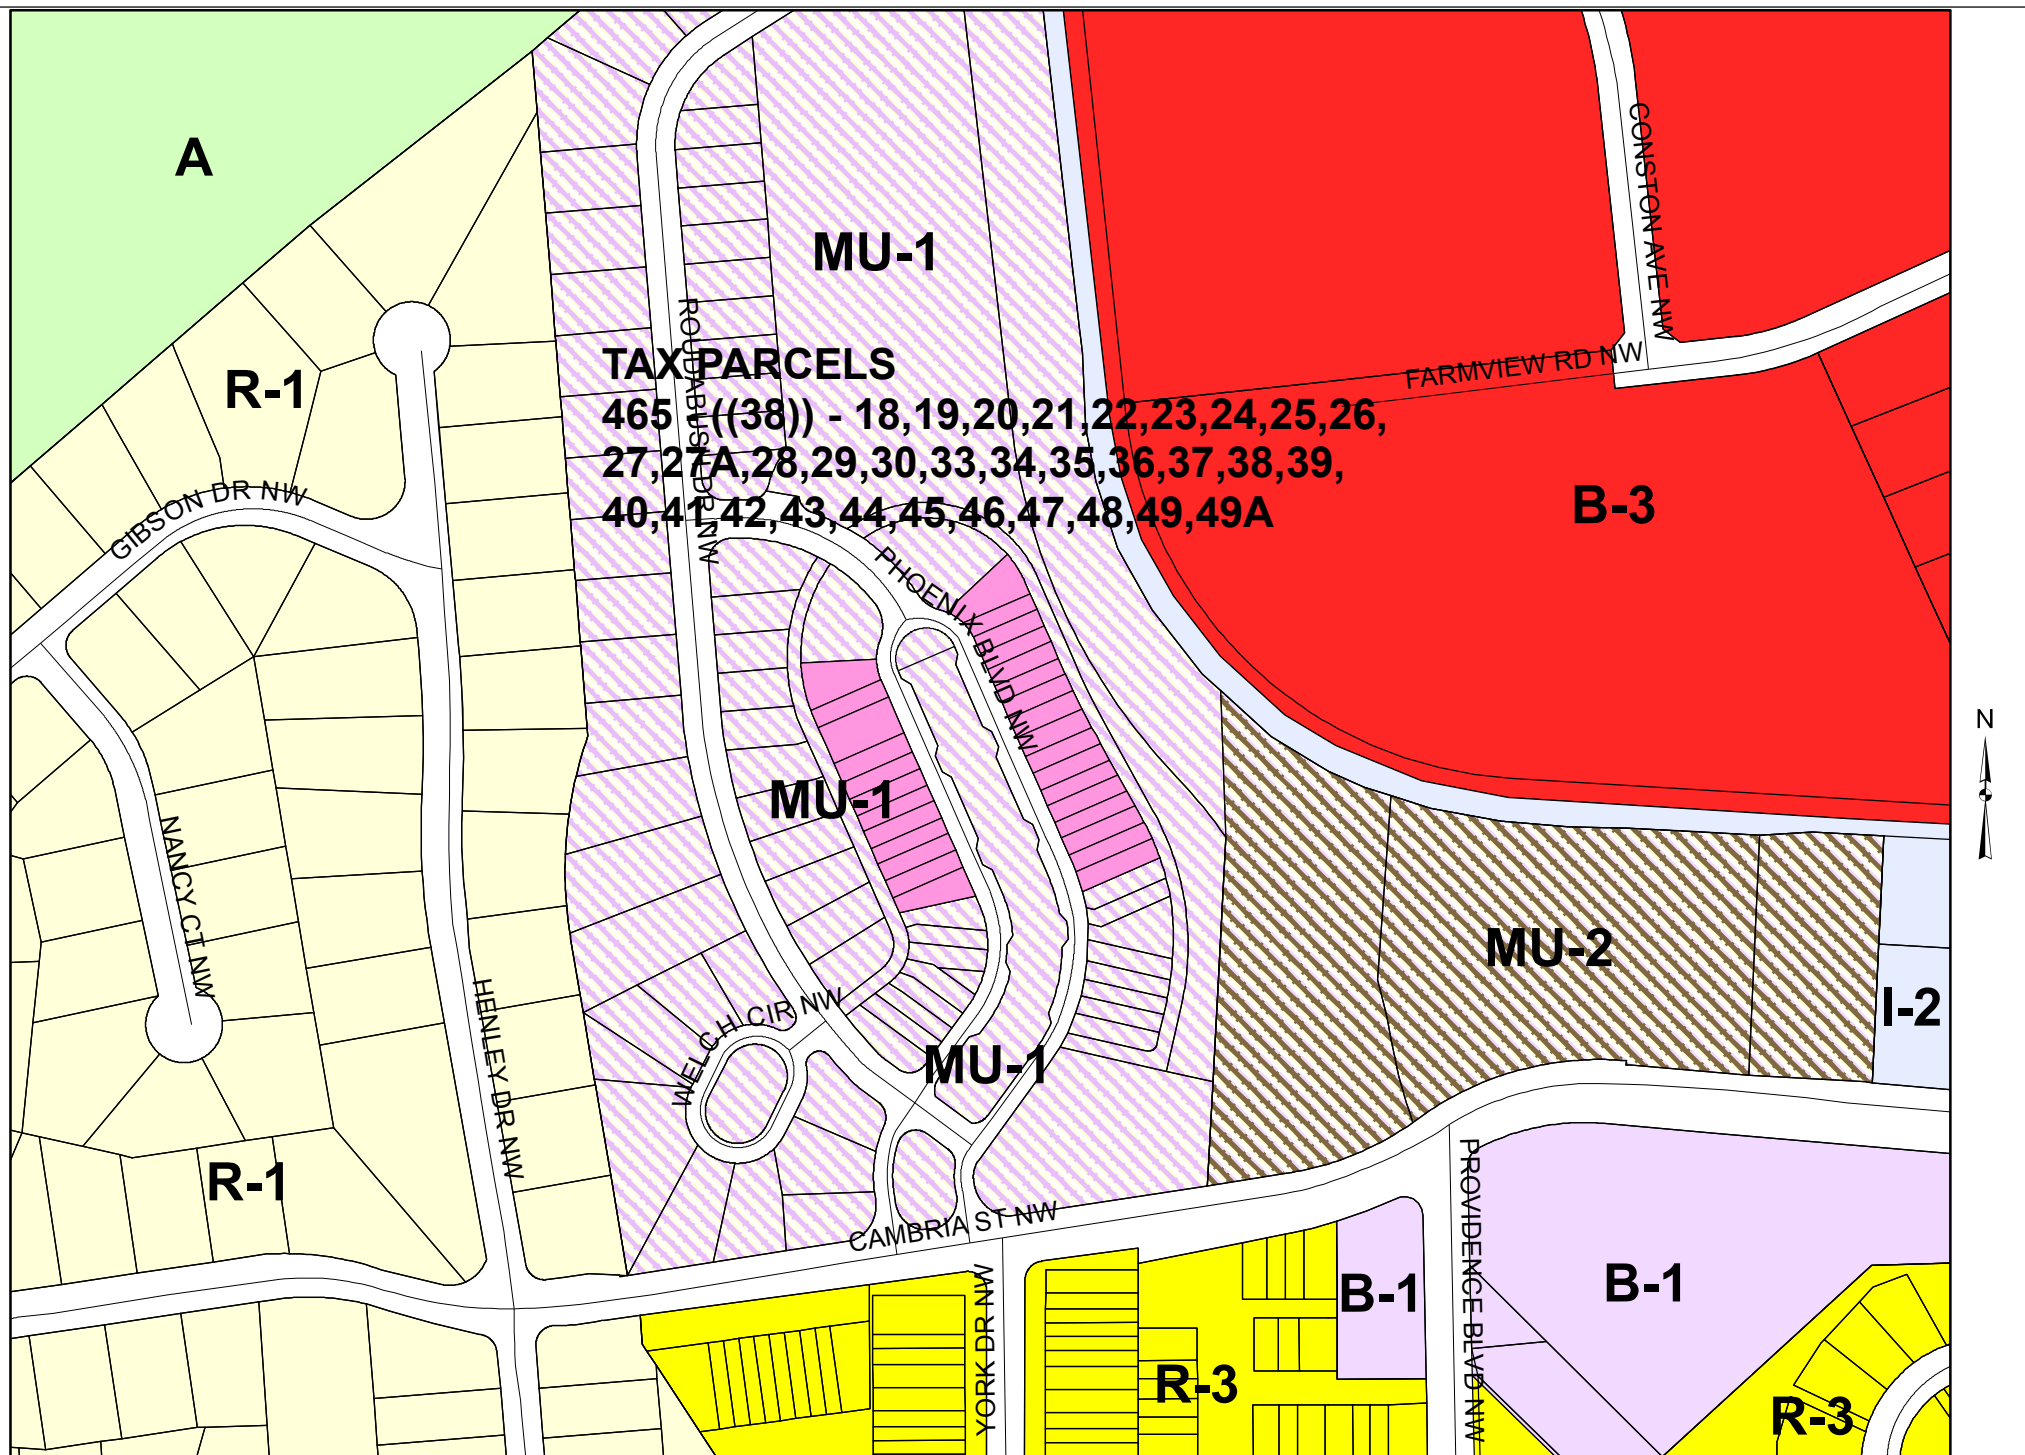 A
CONSTON AVE NW
MU-1
ROUDABUSH DR NW
FARMVIEW RD NW
TAX PARCELS
R-1
465 - ((38)) - 18,19,20,21,22,23,24,25,26,
27,27A,28,29,30,33,34,35,36,37,38,39,
40,41,42,43,44,45,46,47,48,49,49A
B-3
GIBSON DR NW
PHOENIX BLVD NW
N
MU-1
NANCY CT NW
MU-2
I-2
HENLEY DR NW
WELCH CIR NW
MU-1
R-1
PROVIDENCE BLVD NW
CAMBRIA ST NW
YORK DR NW
B-1
B-1
R-3
R-3